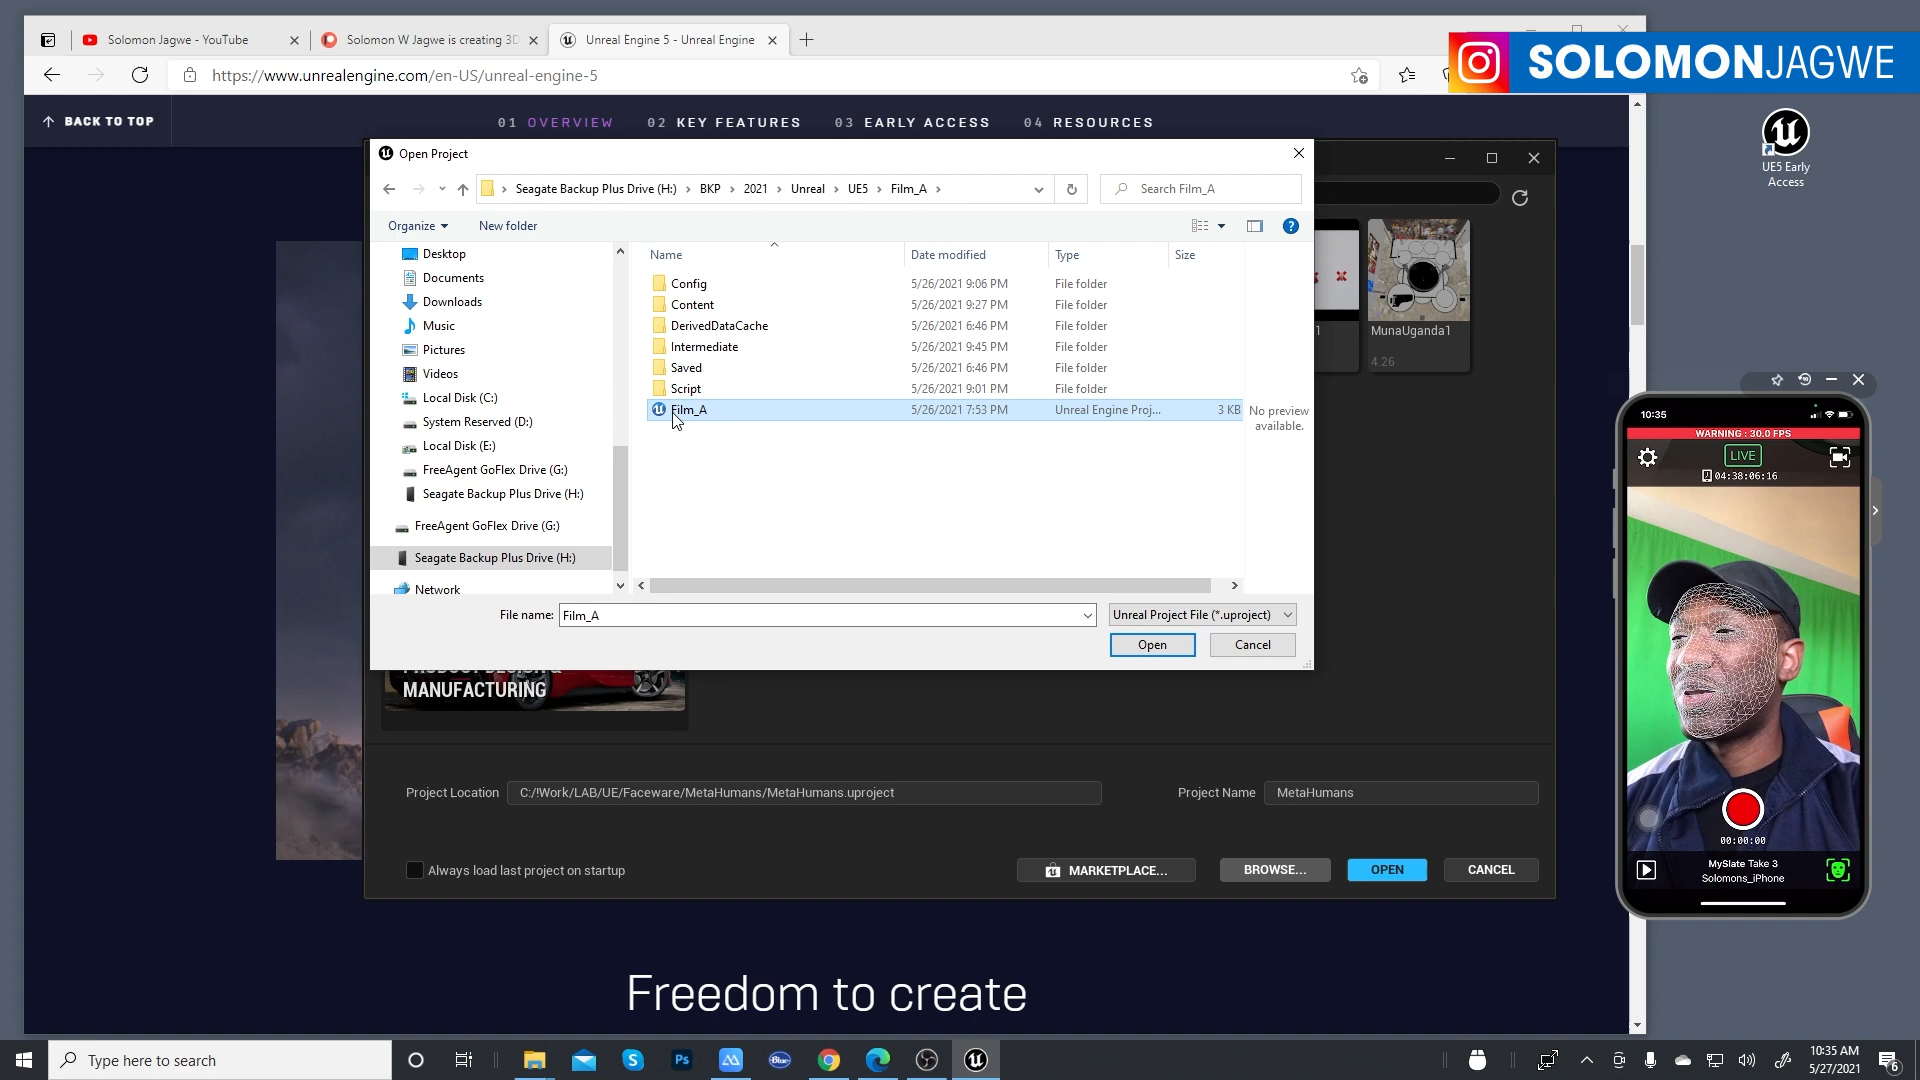 Solomon Jagwe - YouTube
Solomon W Jagwe is creating 3D
Unreal Engine 5 - Unreal Engine
https://www.unrealengine.com/en-US/unreal-engine-5
SOLOMONJAGWE
BACK TO TOP
01 OVERVIEW
02 KEY FEATURES
03 EARLY ACCESS
04 RESOURCES
UE5 Early
Access
Open Project
Seagate Backup Plus Drive (H:) › BKP › 2021 › Unreal › UE5 › Film_A ›
Search Film_A
Organize
New folder
Name
Date modified
Type
Size
Desktop
Documents
Downloads
Music
Pictures
Videos
Local Disk (C:)
System Reserved (D:)
Local Disk (E:)
FreeAgent GoFlex Drive (G:)
Seagate Backup Plus Drive (H:)
FreeAgent GoFlex Drive (G:)
Seagate Backup Plus Drive (H:)
Network
Config 5/26/2021 9:06 PM File folder
Content 5/26/2021 9:27 PM File folder
DerivedDataCache 5/26/2021 6:46 PM File folder
Intermediate 5/26/2021 9:45 PM File folder
Saved 5/26/2021 6:46 PM File folder
Script 5/26/2021 9:01 PM File folder
Film_A 5/26/2021 7:53 PM Unreal Engine Proj... 3 KB
No preview
available.
File name: Film_A
Unreal Project File (*.uproject)
Open
Cancel
1
MunaUganda1
4.26
PRODUCT DESIGN &
MANUFACTURING
Project Location C:/!Work/LAB/UE/Faceware/MetaHumans/MetaHumans.uproject
Project Name MetaHumans
Always load last project on startup
MARKETPLACE...
BROWSE...
OPEN
CANCEL
Freedom to create
10:35
WARNING : 30.0 FPS
LIVE
04:38:06:16
00:00:00
MySlate Take 3
Solomons_iPhone
Type here to search
Ps
Blue
10:35 AM
5/27/2021
6